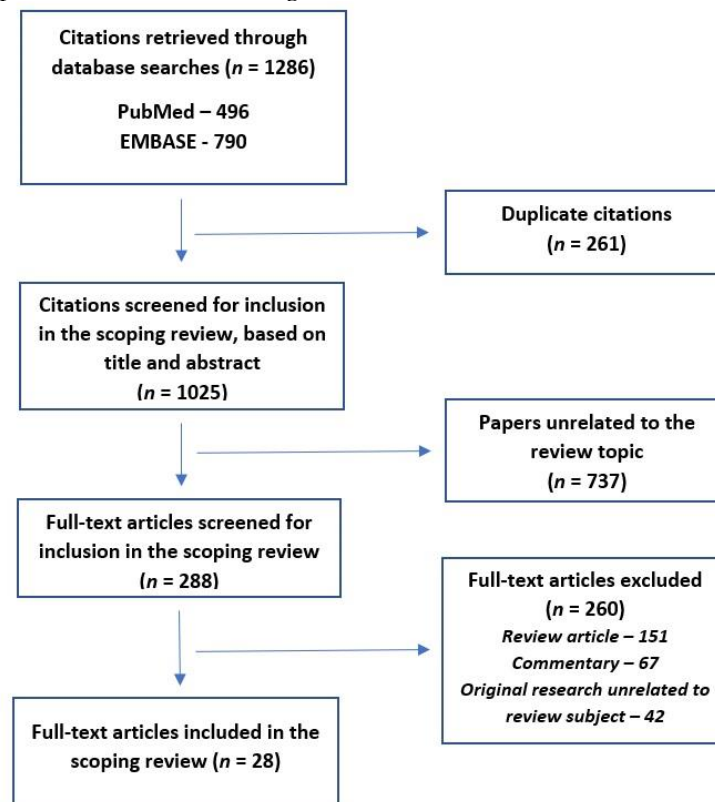 Citations retrieved through
database searches (n = 1286)
PubMed – 496
EMBASE - 790
Duplicate citations
(n = 261)
Citations screened for inclusion
in the scoping review, based on
title and abstract
(n = 1025)
Papers unrelated to the
review topic
(n = 737)
Full-text articles screened for
inclusion in the scoping review
(n = 288)
Full-text articles excluded
(n = 260)
Review article – 151
Commentary – 67
Original research unrelated to
review subject – 42
Full-text articles included in the
scoping review (n = 28)